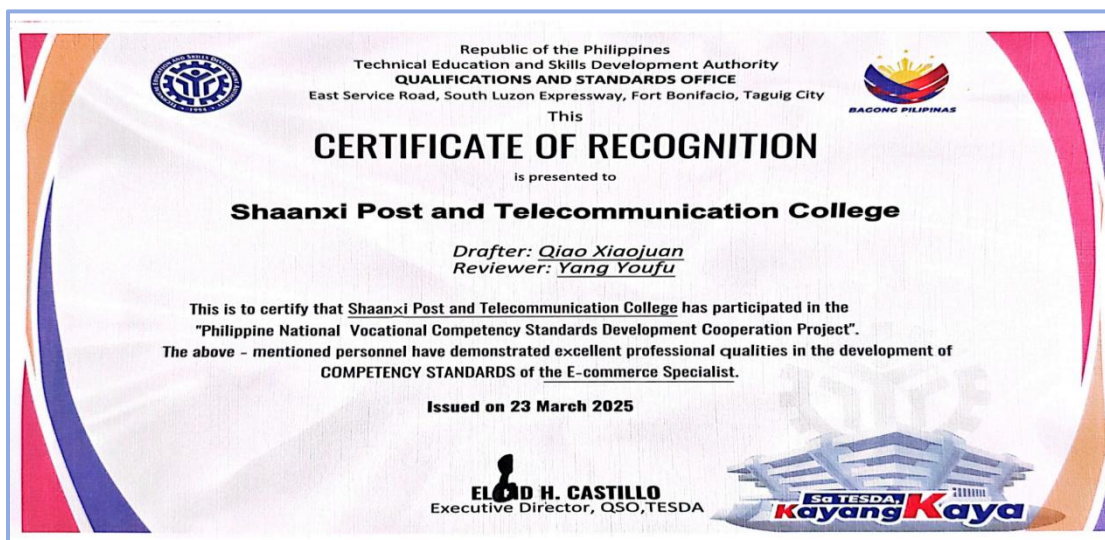 Republic of the Philippines
Technical Education and Skills Development Authority
QUALIFICATIONS AND STANDARDS OFFICE
East Service Road, South Luzon Expressway, Fort Bonifacio, Taguig City
This
CERTIFICATE OF RECOGNITION
is presented to
Shaanxi Post and Telecommunication College
Drafter: Qiao Xiaojuan
Reviewer: Yang Youfu
This is to certify that Shaanxi Post and Telecommunication College has participated in the
"Philippine National Vocational Competency Standards Development Cooperation Project".
The above - mentioned personnel have demonstrated excellent professional qualities in the development of
COMPETENCY STANDARDS of the E-commerce Specialist.
Issued on 23 March 2025
H. CASTILLO
Executive Director, QSO,TESDA
BAGONG PILIPINAS
Sa TESDA,
Kayang Kaya